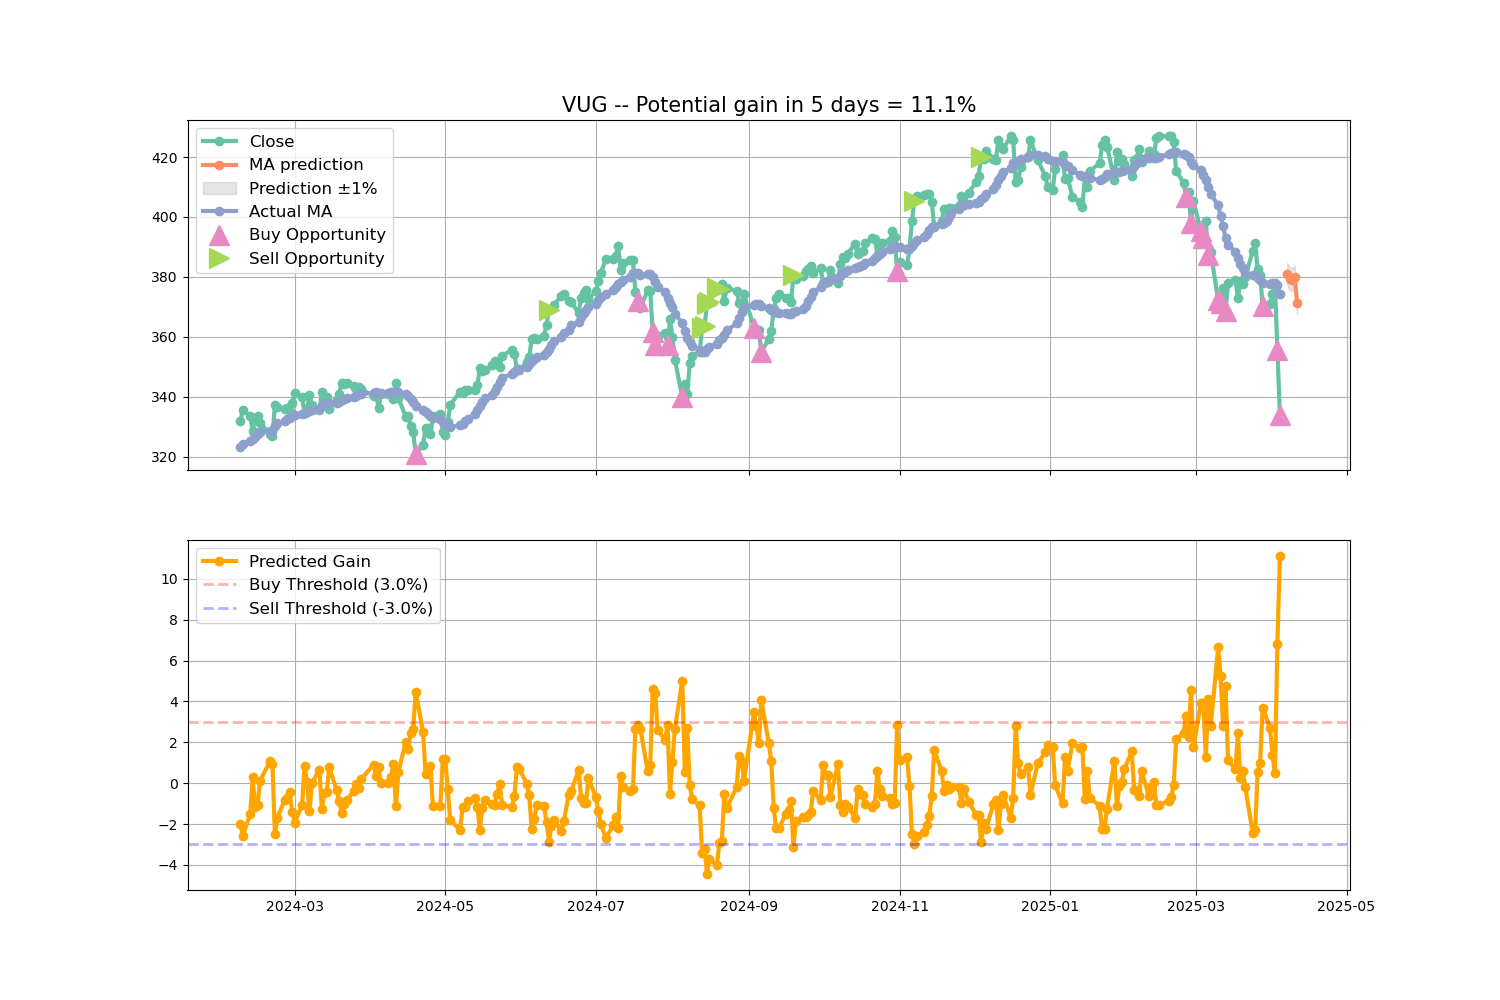 VUG -- Potential gain in 5 days = 11.1%
Close
MA prediction
Prediction ±1%
Actual MA
Buy Opportunity
Sell Opportunity
420
400
380
360
340
320
Predicted Gain
Buy Threshold (3.0%)
Sell Threshold (-3.0%)
10
8
6
4
2
0
−2
−4
2024-03
2024-05
2024-07
2024-09
2024-11
2025-01
2025-03
2025-05